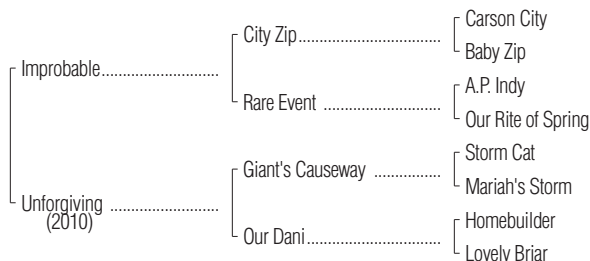 Carson City
City Zip........................................
Baby Zip
Improbable.................................
A.P. Indy
Rare Event .................................
Our Rite of Spring
Storm Cat
Giant's Causeway ...................
Mariah's Storm
Unforgiving ...............................
(2010)
Homebuilder
Our Dani......................................
Lovely Briar